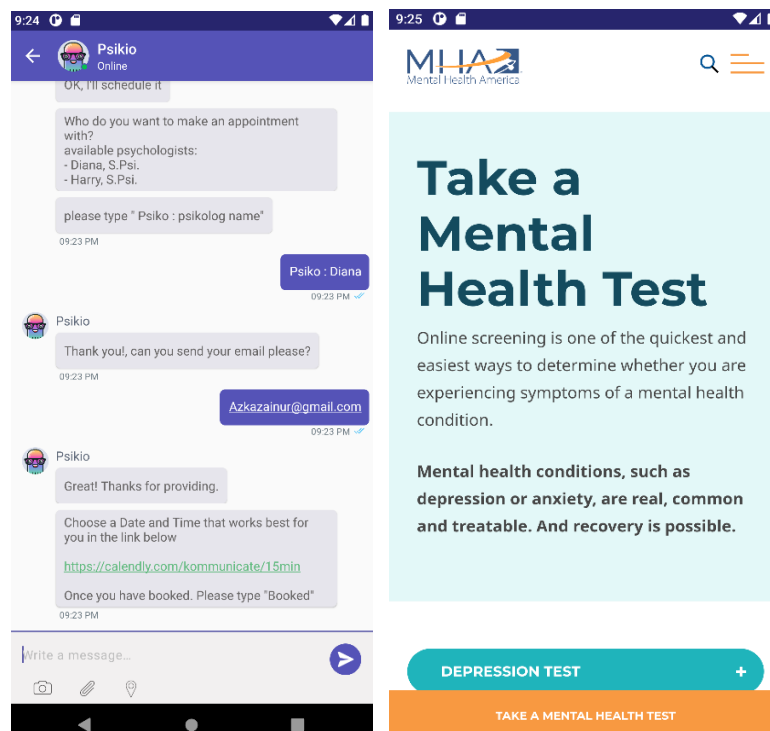 9:24
Psikio
Online
OK, I'll schedule it
Who do you want to make an appointment
with?
available psychologists:
- Diana, S.Psi.
- Harry, S.Psi.
please type " Psiko : psikolog name"
09:23 PM
Psiko : Diana
09:23 PM
Psikio
Thank you!, can you send your email please?
09:23 PM
Azkazainur@gmail.com
09:23 PM
Psikio
Great! Thanks for providing.
Choose a Date and Time that works best for
you in the link below
https://calendly.com/kommunicate/15min
Once you have booked. Please type "Booked"
09:23 PM
Write a message...
9:25
MHA
Mental Health America
Take a
Mental
Health Test
Online screening is one of the quickest and
easiest ways to determine whether you are
experiencing symptoms of a mental health
condition.
Mental health conditions, such as
depression or anxiety, are real, common
and treatable. And recovery is possible.
DEPRESSION TEST +
TAKE A MENTAL HEALTH TEST